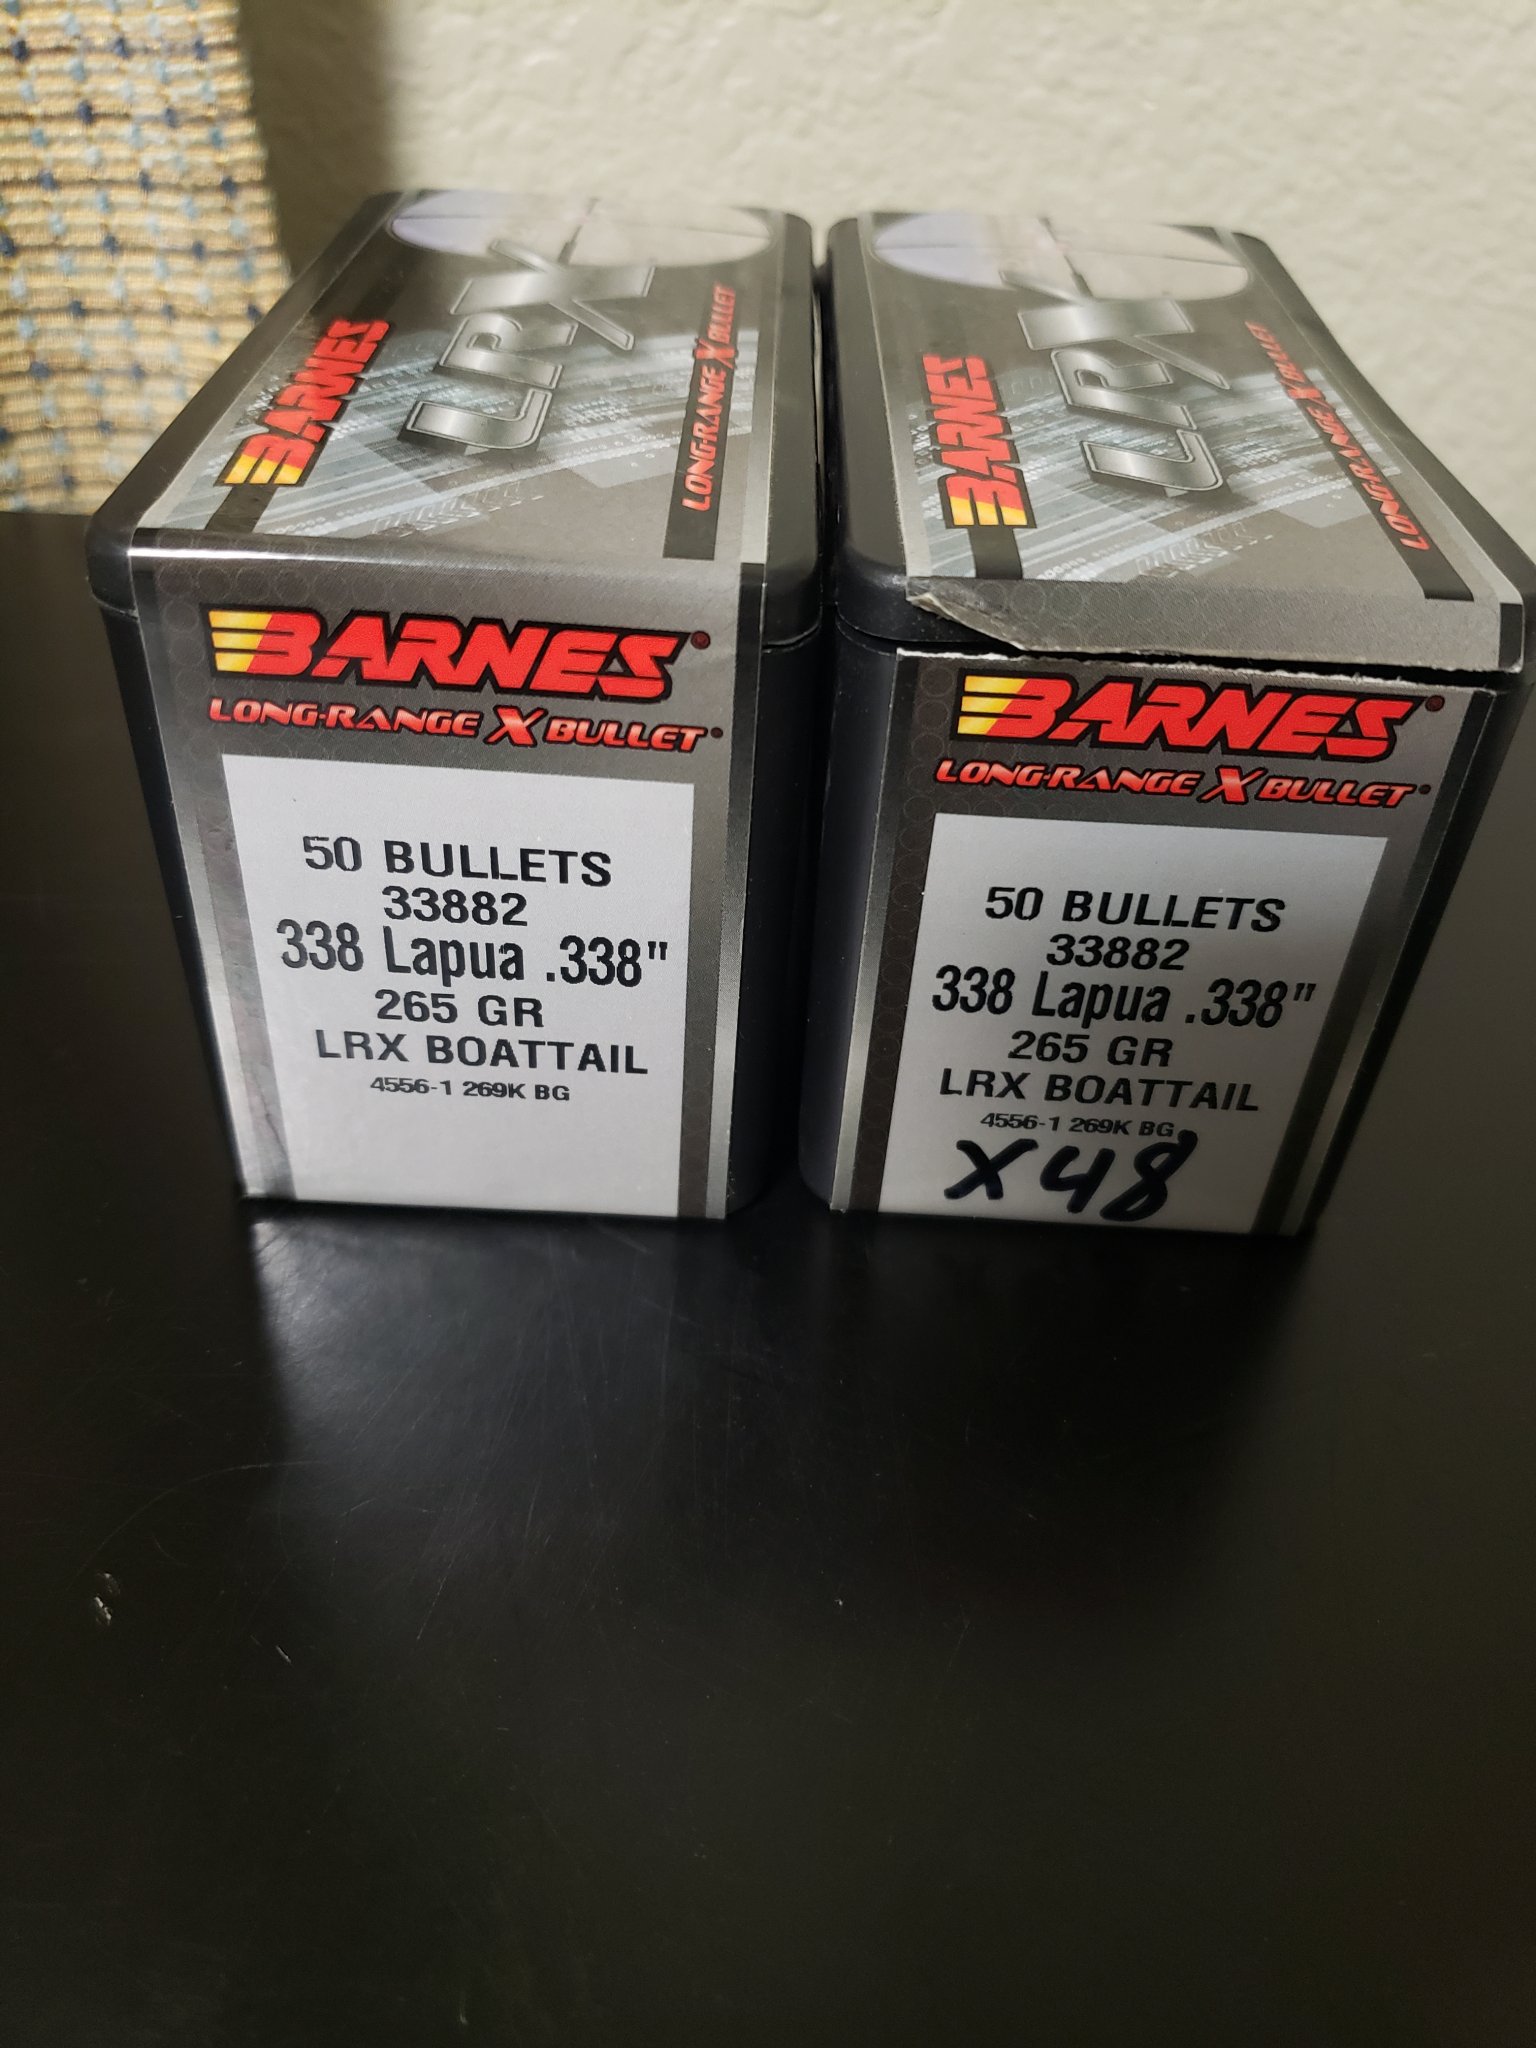 BARNES
LRX
LONG-RANGE X BULLET
BARNES®
LONG-RANGE X BULLET®
50 BULLETS
33882
338 Lapua .338"
265 GR
LRX BOATTAIL
4556-1 269K BG
BARNES
LRX
LONG-RANGE X BULLET
BARNES®
LONG-RANGE X BULLET®
50 BULLETS
33882
338 Lapua .338"
265 GR
LRX BOATTAIL
4556-1 269K BG
X48